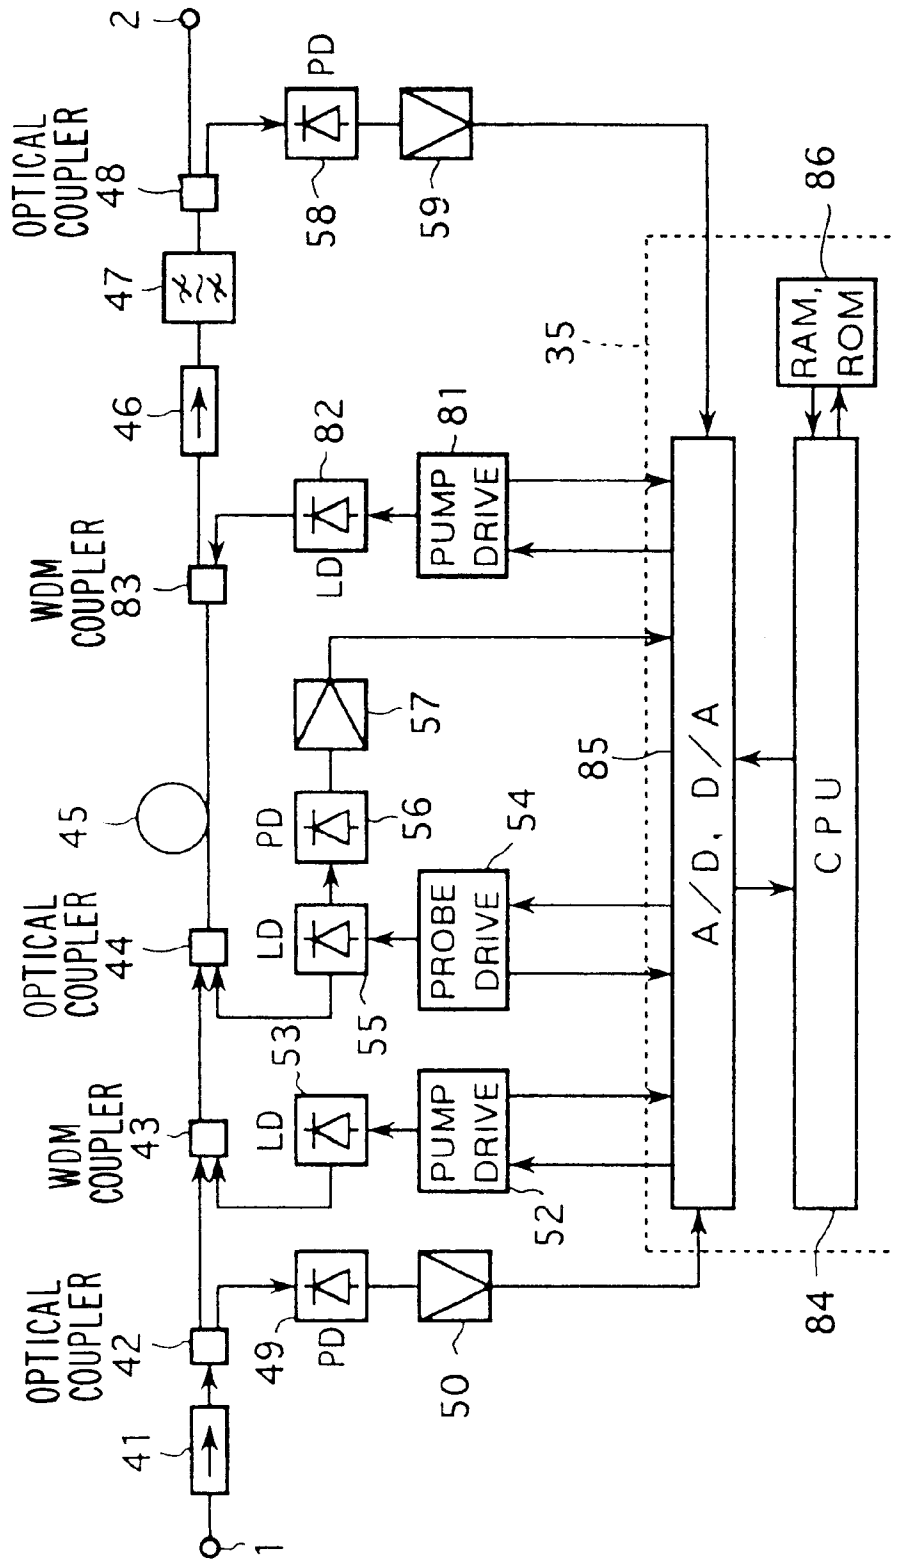 OPTICAL
COUPLER
42
WDM
COUPLER
43
OPTICAL
COUPLER
44
45
WDM
COUPLER
83
46
47
OPTICAL
COUPLER
48
2
41
1
49
PD
LD
53
LD
55
PD
56
57
LD
82
58
PD
50
52
PUMP
DRIVE
PROBE
DRIVE
54
PUMP
DRIVE
81
59
85
35
A/D, D/A
84
CPU
RAM,
ROM
86